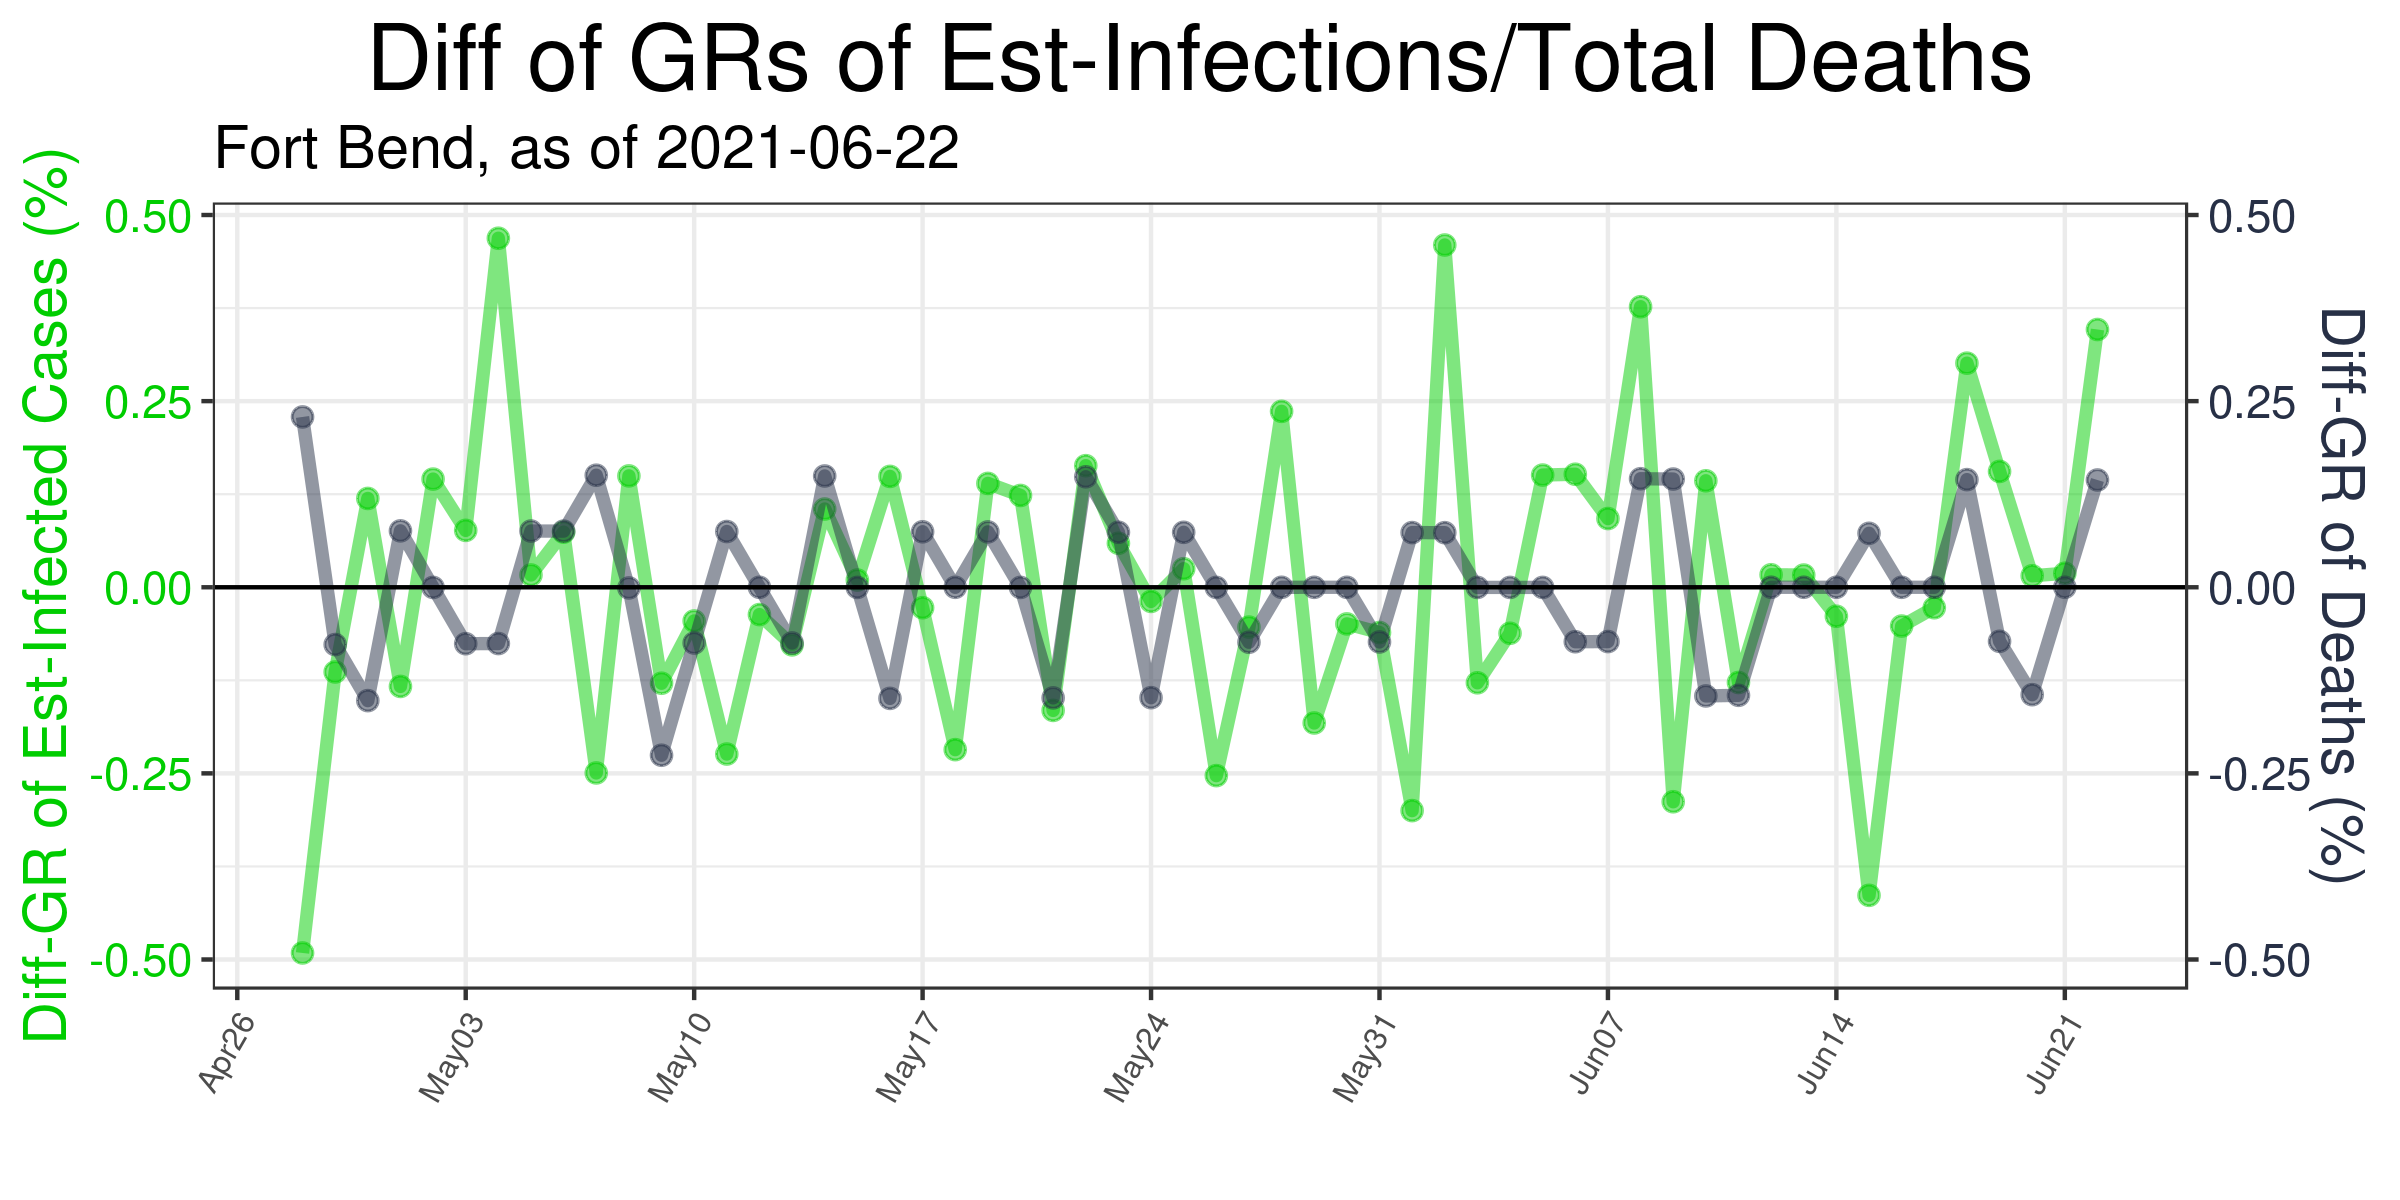 Diff of GRs of Est-Infections/Total Deaths
Fort Bend, as of 2021-06-22
Diff-GR of Est-Infected Cases (%)
0.50
0.25
0.00
-0.25
-0.50
0.50
0.25
0.00
-0.25
-0.50
Diff-GR of Deaths (%)
Apr26
May03
May10
May17
May24
May31
Jun07
Jun14
Jun21